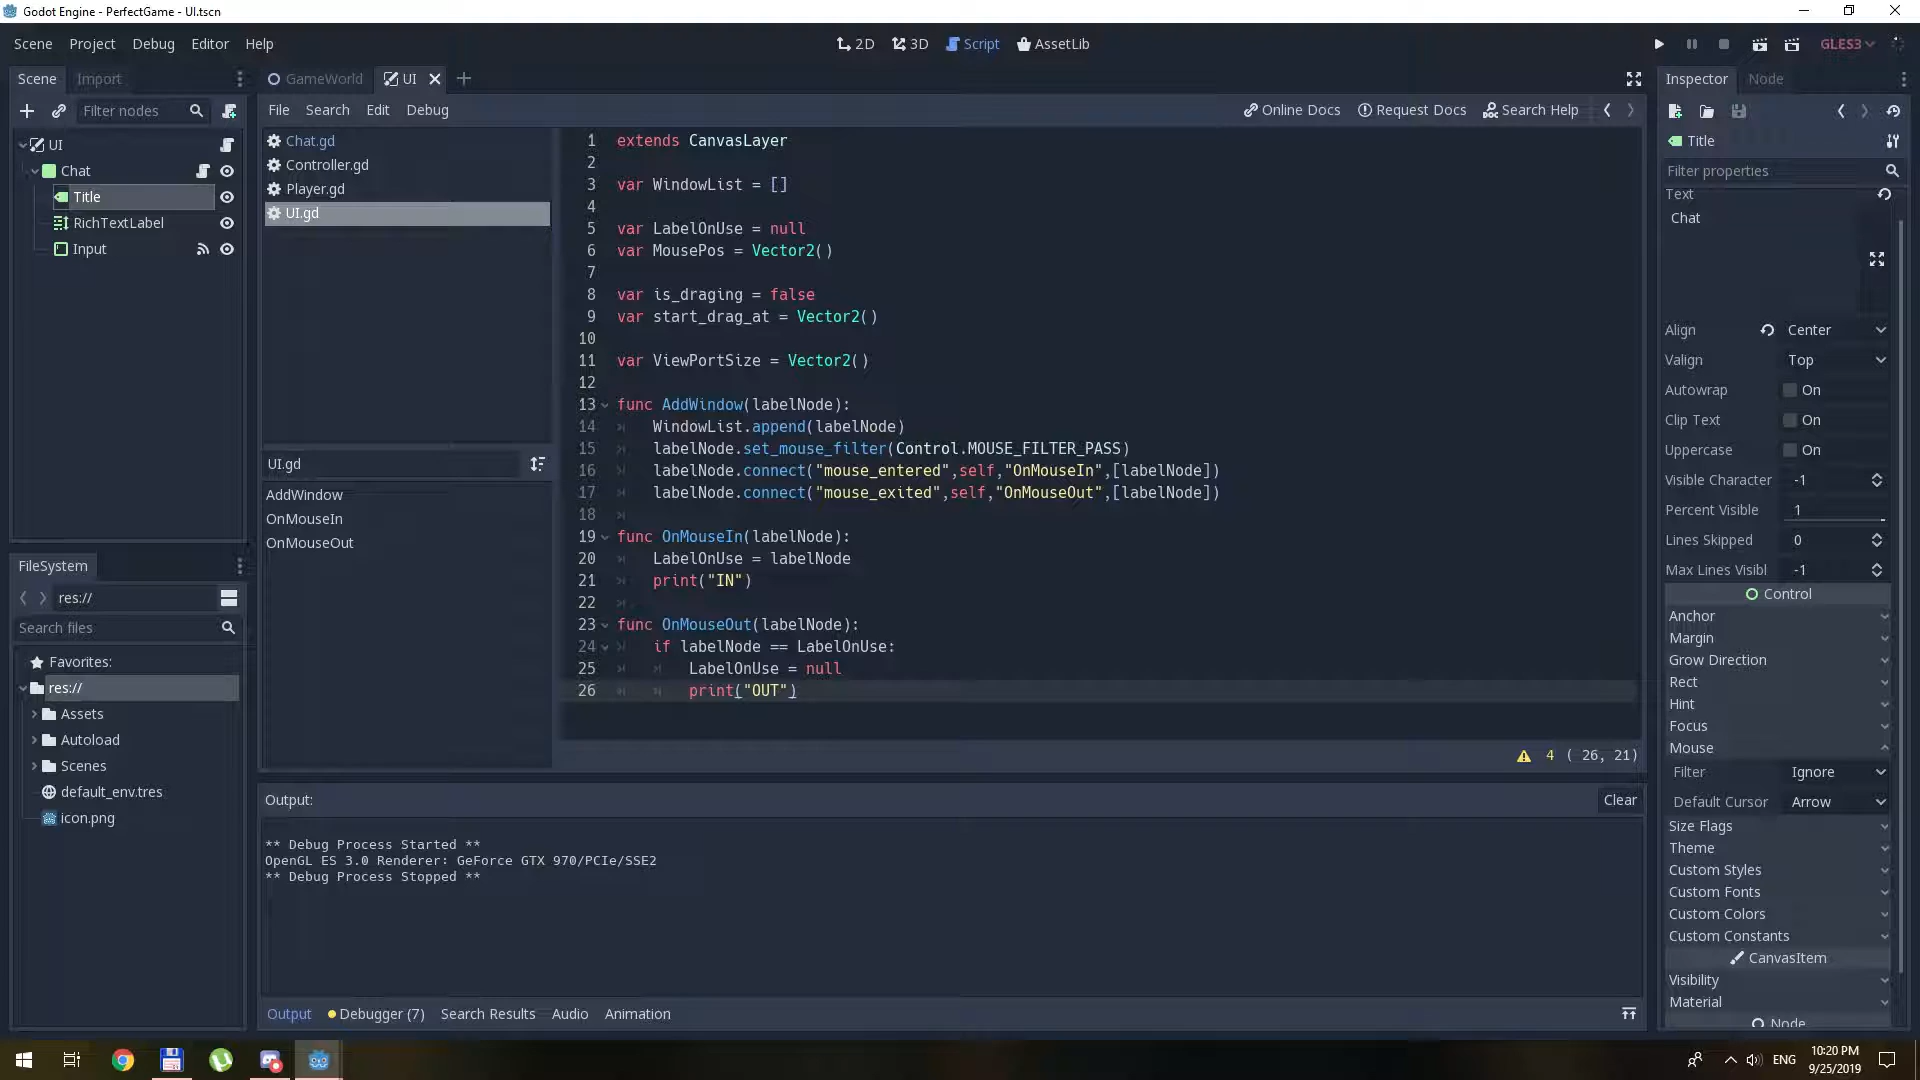 Godot Engine - PerfectGame - UI.tscn
Scene Project Debug Editor Help
2D 3D Script AssetLib
GLES3
Scene Import
GameWorld UI
Inspector Node
Filter nodes
File Search Edit Debug
Online Docs Request Docs Search Help
UI
Chat
Title
RichTextLabel
Input
Chat.gd
Controller.gd
Player.gd
UI.gd
UI.gd
AddWindow
OnMouseIn
OnMouseOut
1 extends CanvasLayer
2
3 var WindowList = []
4
5 var LabelOnUse = null
6 var MousePos = Vector2()
7
8 var is_draging = false
9 var start_drag_at = Vector2()
10
11 var ViewPortSize = Vector2()
12
13 func AddWindow(labelNode):
14 WindowList.append(labelNode)
15 labelNode.set_mouse_filter(Control.MOUSE_FILTER_PASS)
16 labelNode.connect("mouse_entered",self,"OnMouseIn",[labelNode])
17 labelNode.connect("mouse_exited",self,"OnMouseOut",[labelNode])
18
19 func OnMouseIn(labelNode):
20 LabelOnUse = labelNode
21 print("IN")
22
23 func OnMouseOut(labelNode):
24 if labelNode == LabelOnUse:
25 LabelOnUse = null
26 print("OUT")
4 ( 26, 21)
FileSystem
res://
Search files
Favorites:
res://
Assets
Autoload
Scenes
default_env.tres
icon.png
Output:
Clear
** Debug Process Started **
OpenGL ES 3.0 Renderer: GeForce GTX 970/PCIe/SSE2
** Debug Process Stopped **
Output Debugger (7) Search Results Audio Animation
Title
Filter properties
Text
Chat
Align Center
Valign Top
Autowrap On
Clip Text On
Uppercase On
Visible Character -1
Percent Visible 1
Lines Skipped 0
Max Lines Visibl -1
Control
Anchor
Margin
Grow Direction
Rect
Hint
Focus
Mouse
Filter Ignore
Default Cursor Arrow
Size Flags
Theme
Custom Styles
Custom Fonts
Custom Colors
Custom Constants
CanvasItem
Visibility
Material
Node
ENG
10:20 PM
9/25/2019